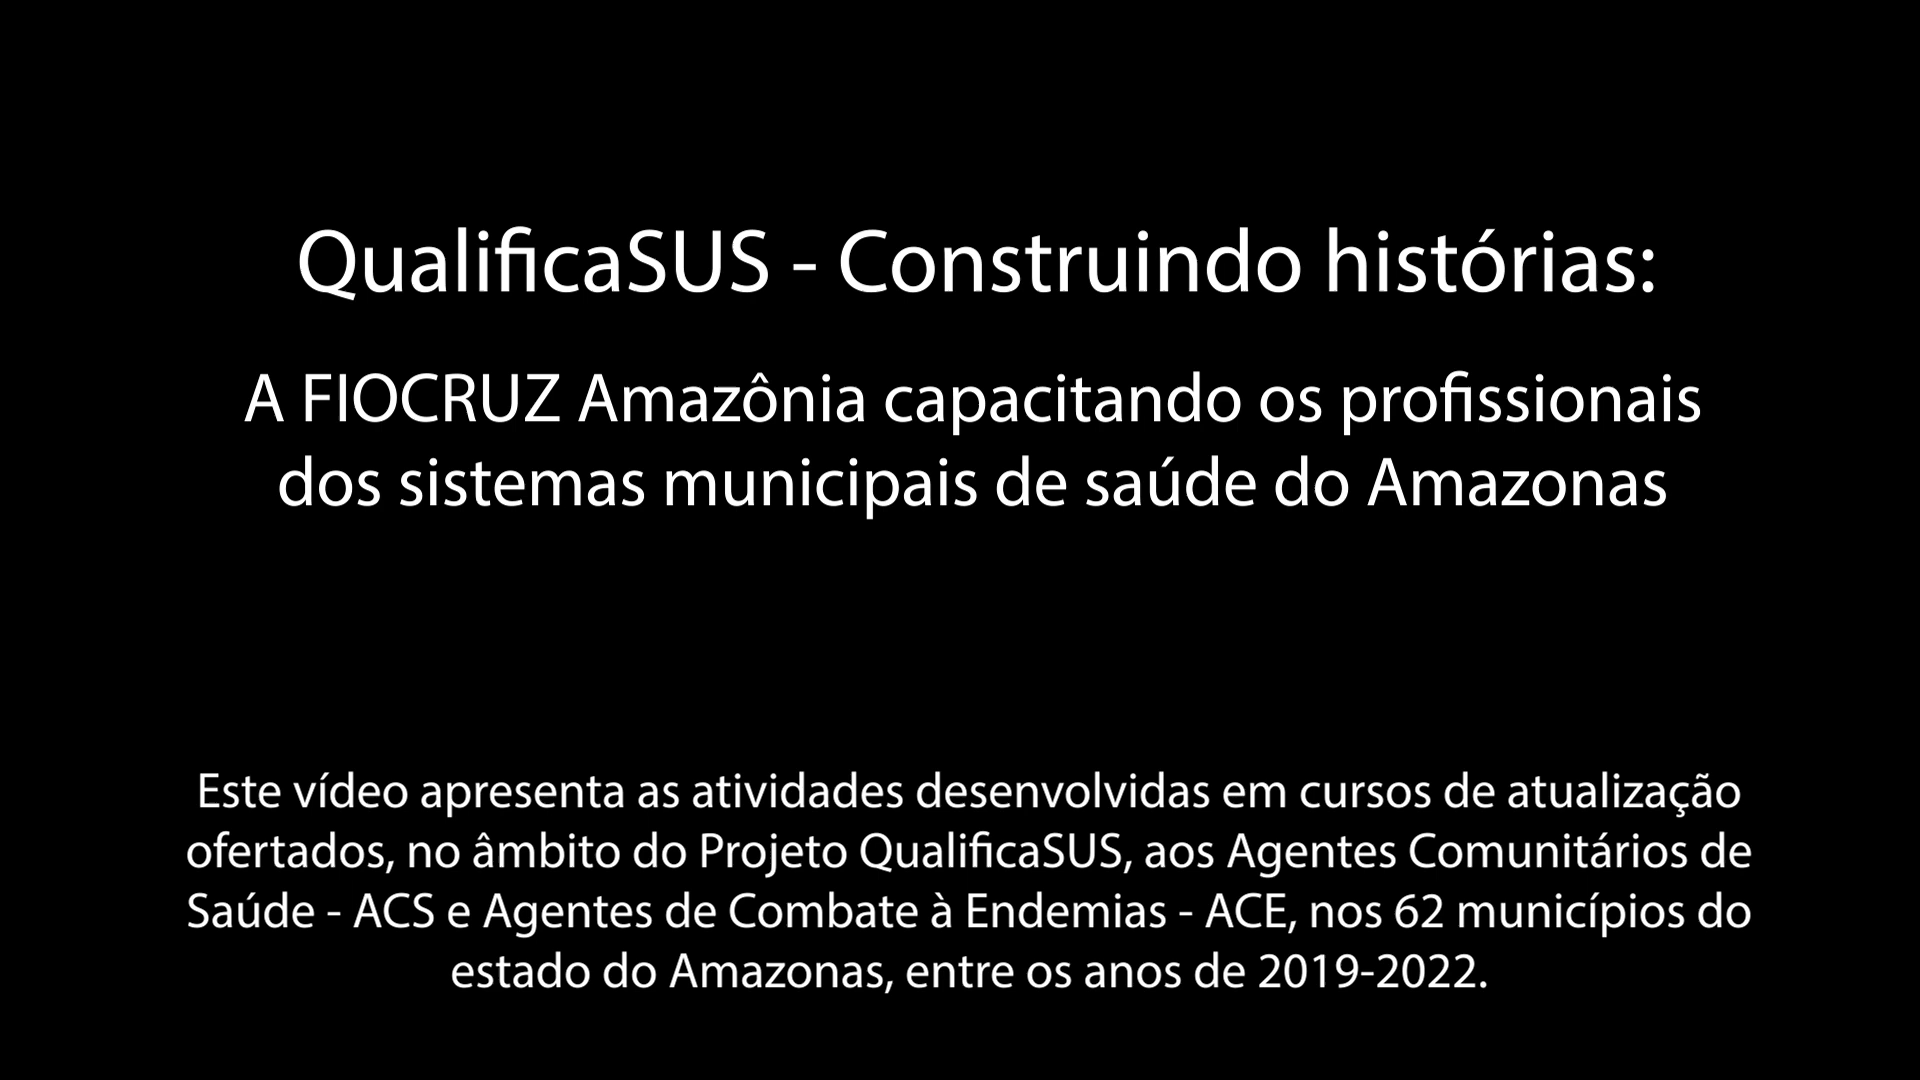 QualificaSUS - Construindo histórias:
A FIOCRUZ Amazônia capacitando os profissionais
dos sistemas municipais de saúde do Amazonas
Este vídeo apresenta as atividades desenvolvidas em cursos de atualização
ofertados, no âmbito do Projeto QualificaSUS, aos Agentes Comunitários de
Saúde - ACS e Agentes de Combate à Endemias - ACE, nos 62 municípios do
estado do Amazonas, entre os anos de 2019-2022.